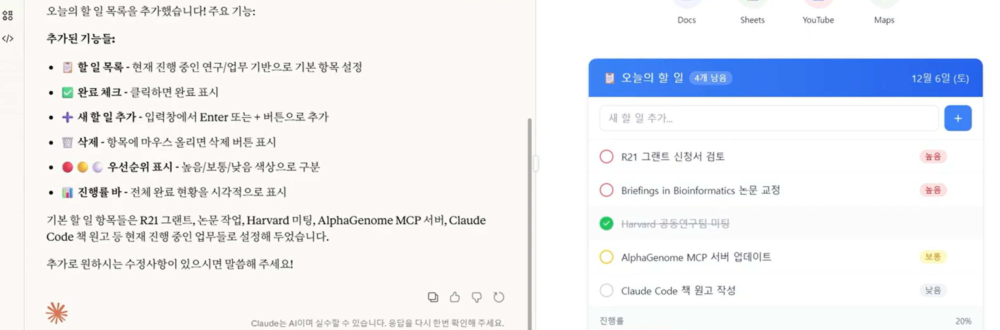 오늘의 할 일 목록을 추가했습니다! 주요 기능:
추가된 기능들:
할 일 목록 - 현재 진행 중인 연구/업무 기반으로 기본 항목 설정
완료 체크 - 클릭하면 완료 표시
새 할 일 추가 - 입력창에서 Enter 또는 + 버튼으로 추가
삭제 - 항목에 마우스 올리면 삭제 버튼 표시
우선순위 표시 - 높음/보통/낮음 색상으로 구분
진행률 바 - 전체 완료 현황을 시각적으로 표시
기본 할 일 항목들은 R21 그랜트, 논문 작업, Harvard 미팅, AlphaGenome MCP 서버, Claude
Code 책 원고 등 현재 진행 중인 업무들로 설정해 두었습니다.
추가로 원하시는 수정사항이 있으시면 말씀해 주세요!
Claude는 AI이며 실수할 수 있습니다. 응답을 다시 한번 확인해 주세요.
Docs Sheets YouTube Maps
오늘의 할 일 4개 남음 12월 6일 (토)
새 할 일 추가... +
R21 그랜트 신청서 검토 높음
Briefings in Bioinformatics 논문 교정 높음
Harvard 공동연구팀 미팅
AlphaGenome MCP 서버 업데이트 보통
Claude Code 책 원고 작성 낮음
진행률 20%